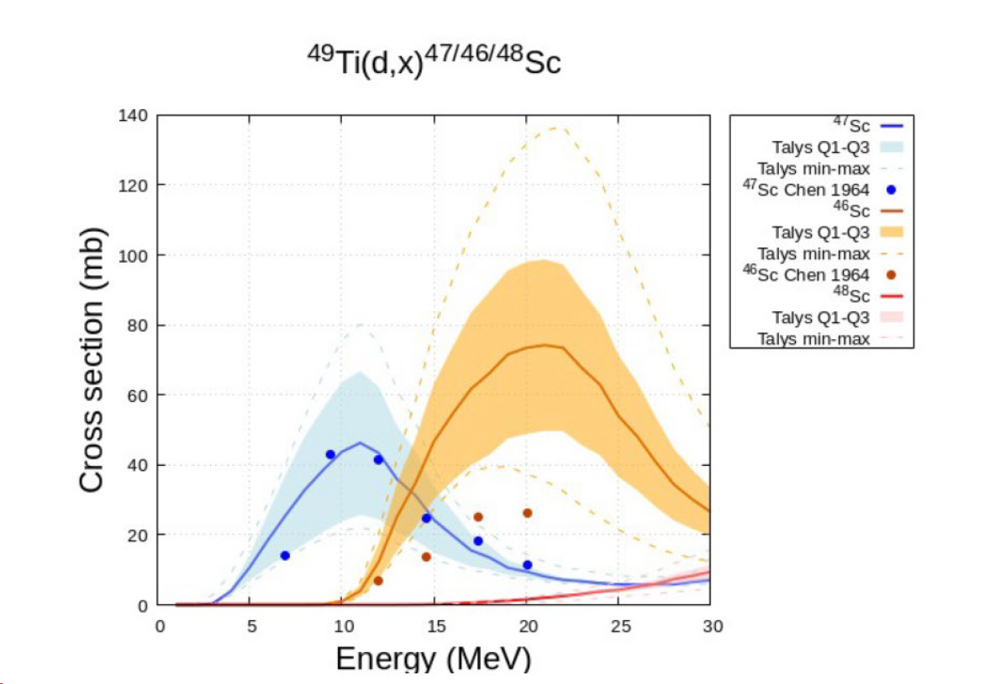 ⁴⁹Ti(d,x)⁴⁷/⁴⁶/⁴⁸Sc
140
120
100
80
60
40
20
0
Cross section (mb)
0 5 10 15 20 25 30
Energy (MeV)
⁴⁷Sc
Talys Q1-Q3
Talys min-max
⁴⁷Sc Chen 1964
⁴⁶Sc
Talys Q1-Q3
Talys min-max
⁴⁶Sc Chen 1964
⁴⁸Sc
Talys Q1-Q3
Talys min-max